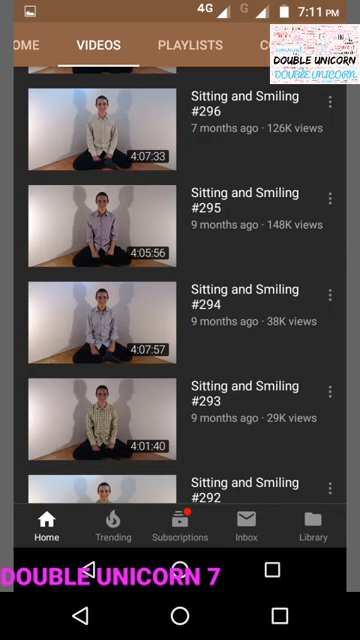 4G G 7:11 PM
OME VIDEOS PLAYLISTS C
DOUBLE UNICORN
DOUBLE UNICORN
Sitting and Smiling
#296
7 months ago · 126K views
4:07:33
Sitting and Smiling
#295
9 months ago · 148K views
4:05:56
Sitting and Smiling
#294
9 months ago · 38K views
4:07:57
Sitting and Smiling
#293
9 months ago · 29K views
4:01:40
Sitting and Smiling
#292
Home Trending Subscriptions Inbox Library
DOUBLE UNICORN 7